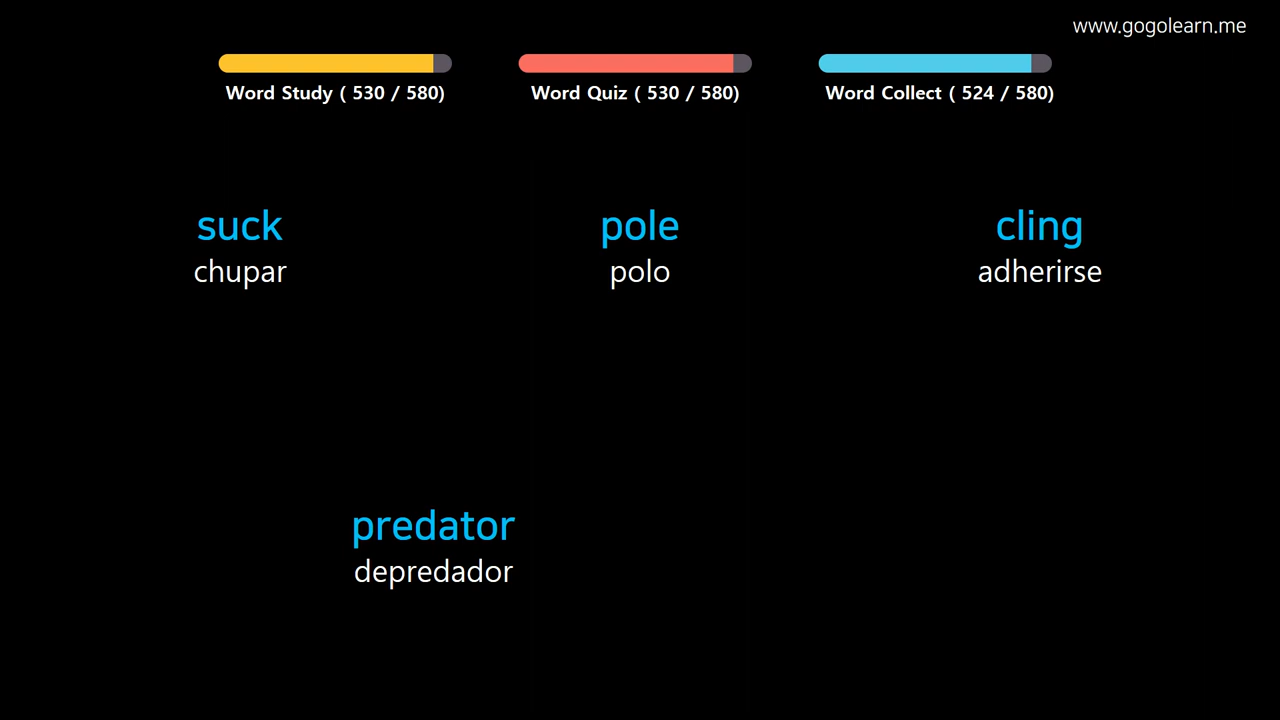 www.gogolearn.me
Word Study ( 530 / 580)
Word Quiz ( 530 / 580)
Word Collect ( 524 / 580)
suck
chupar
pole
polo
cling
adherirse
predator
depredador